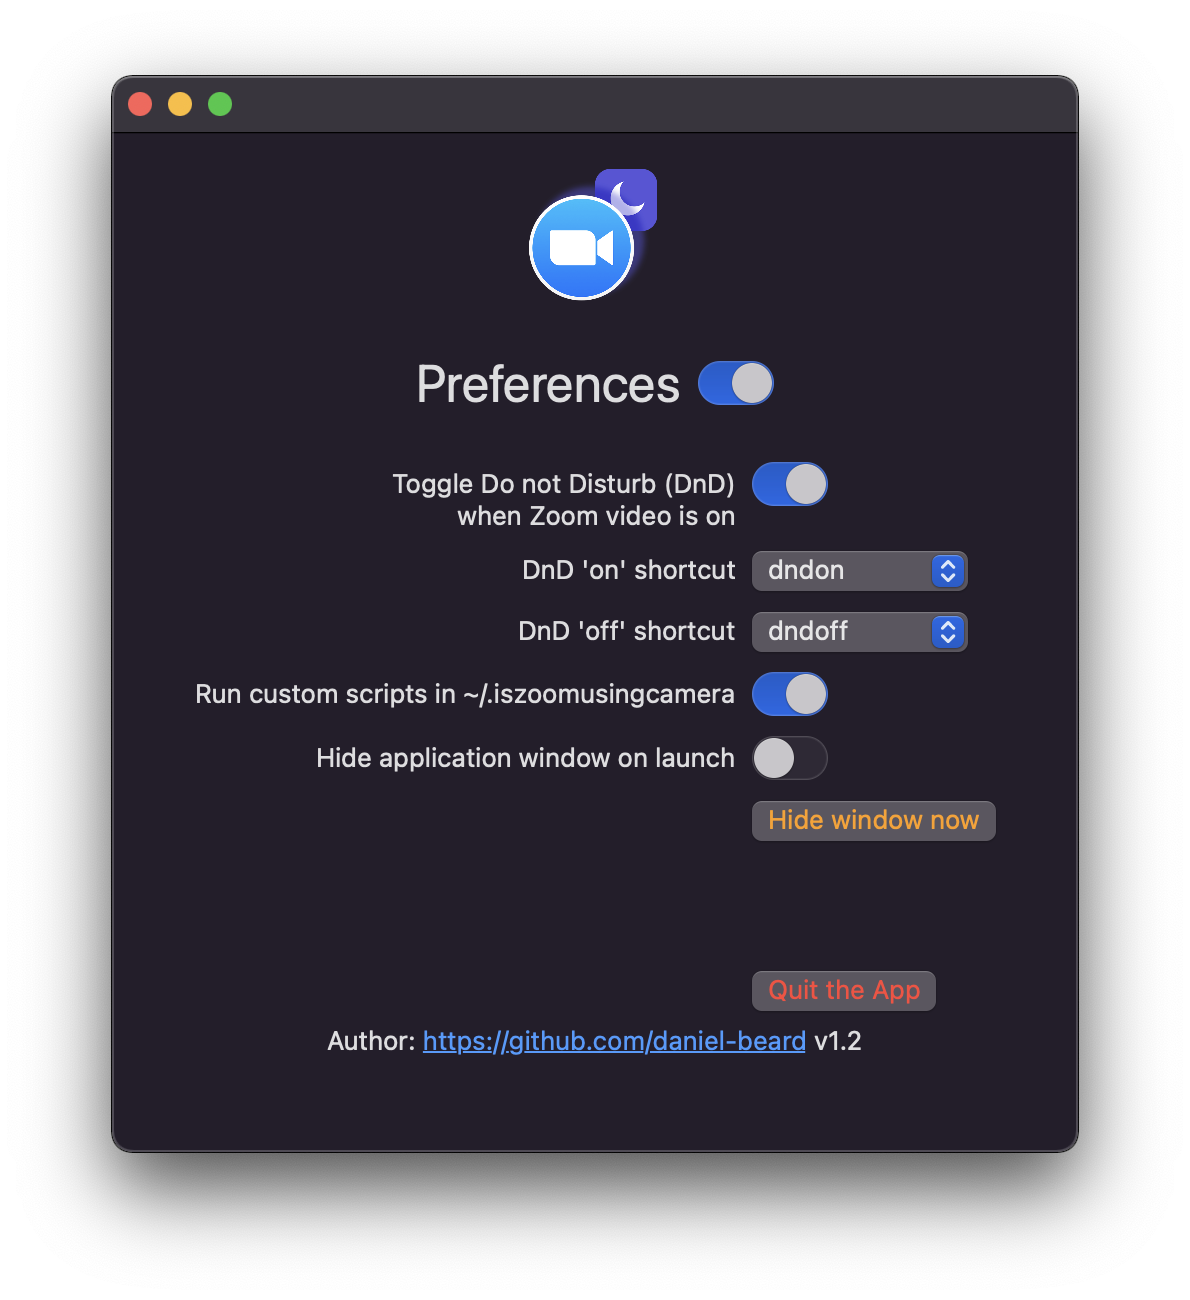 Preferences
Toggle Do not Disturb (DnD)
when Zoom video is on
DnD 'on' shortcut dndon
DnD 'off' shortcut dndoff
Run custom scripts in ~/.iszoomusingcamera
Hide application window on launch
Hide window now
Quit the App
Author: https://github.com/daniel-beard v1.2